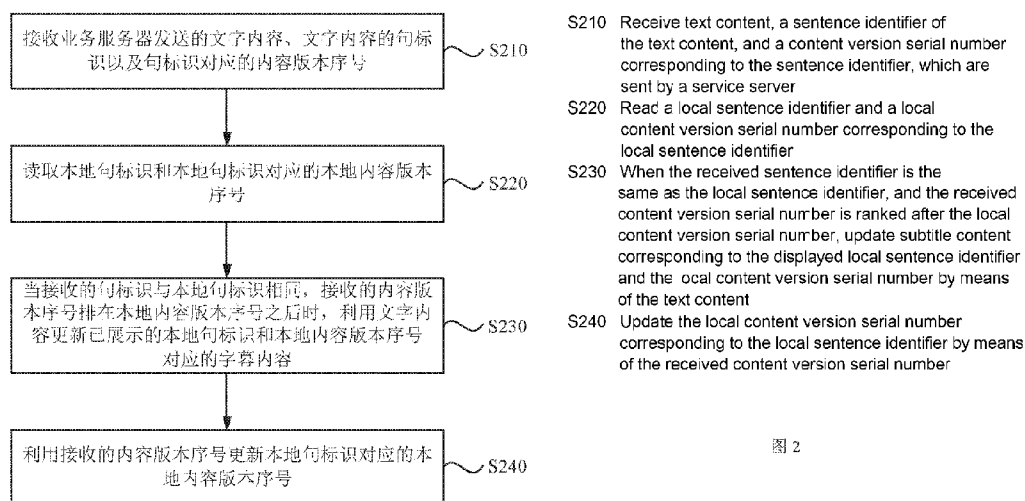 接收业务服务器发送的文字内容、文字内容的句标
识以及句标识对应的内容版本序号
S210
读取本地句标识和本地句标识对应的本地内容版本
序号
S220
当接收的句标识与本地句标识相同，接收的内容版
本序号排在本地内容版本序号之后时，利用文字内
容更新已展示的本地句标识和本地内容版本序号
对应的字幕内容
S230
利用接收的内容版本序号更新本地句标识对应的本
地内容版本序号
S240
S210 Receive text content, a sentence identifier of
the text content, and a content version serial number
corresponding to the sentence identifier, which are
sent by a service server
S220 Read a local sentence identifier and a local
content version serial number corresponding to the
local sentence identifier
S230 When the received sentence identifier is the
same as the local sentence identifier, and the received
content version serial number is ranked after the local
content version serial number, update subtitle content
corresponding to the displayed local sentence identifier
and the ocal content version serial number by means
of the text content
S240 Update the local content version serial number
corresponding to the local sentence identifier by means
of the received content version serial number
图 2